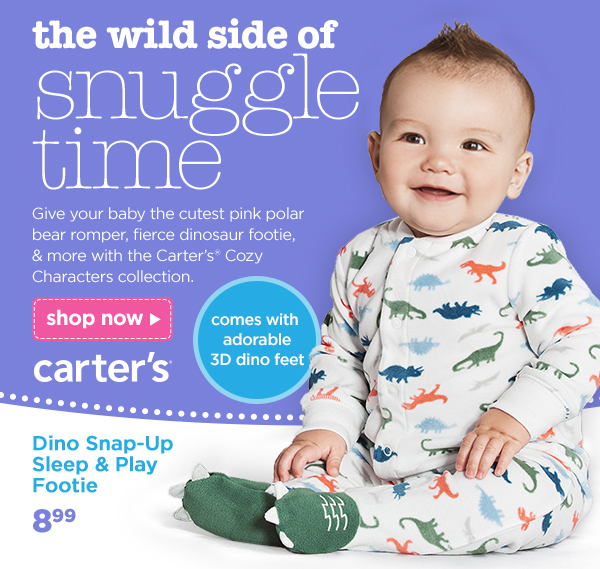 the wild side of
snuggle
time
Give your baby the cutest pink polar
bear romper, fierce dinosaur footie,
& more with the Carter's® Cozy
Characters collection.
shop now ▶
comes with
adorable
3D dino feet
carter's®
Dino Snap-Up
Sleep & Play
Footie
8⁹⁹